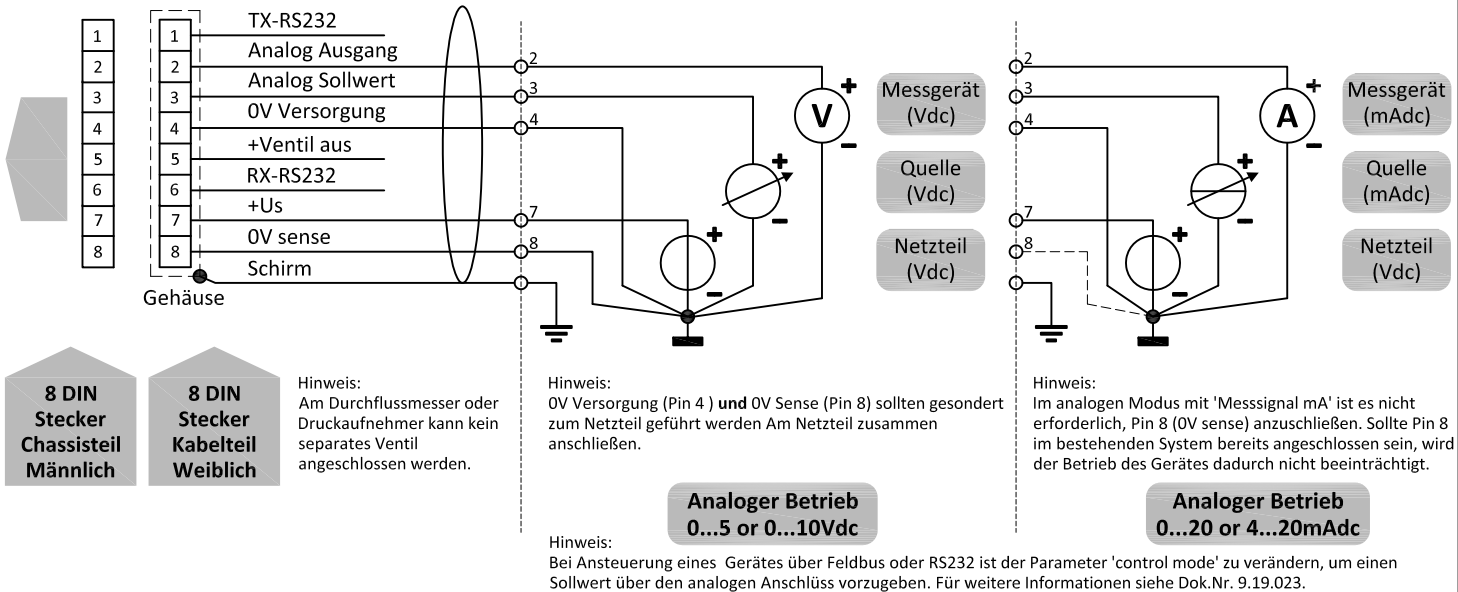 1
2
3
4
5
6
7
8
1
2
3
4
5
6
7
8
TX-RS232
Analog Ausgang
Analog Sollwert
0V Versorgung
+Ventil aus
RX-RS232
+Us
0V sense
Schirm
Gehäuse
2
3
4
7
8
V
+
−
+
−
+
−
Messgerät
(Vdc)
Quelle
(Vdc)
Netzteil
(Vdc)
2
3
4
7
8
A
+
−
+
−
+
−
Messgerät
(mAdc)
Quelle
(mAdc)
Netzteil
(Vdc)
8 DIN
Stecker
Chassisteil
Männlich
8 DIN
Stecker
Kabelteil
Weiblich
Hinweis:
Am Durchflussmesser oder
Druckaufnehmer kann kein
separates Ventil
angeschlossen werden.
Hinweis:
0V Versorgung (Pin 4 ) und 0V Sense (Pin 8) sollten gesondert
zum Netzteil geführt werden Am Netzteil zusammen
anschließen.
Hinweis:
Im analogen Modus mit 'Messsignal mA' ist es nicht
erforderlich, Pin 8 (0V sense) anzuschließen. Sollte Pin 8
im bestehenden System bereits angeschlossen sein, wird
der Betrieb des Gerätes dadurch nicht beeinträchtigt.
Analoger Betrieb
0...5 or 0...10Vdc
Analoger Betrieb
0...20 or 4...20mAdc
Hinweis:
Bei Ansteuerung eines Gerätes über Feldbus oder RS232 ist der Parameter 'control mode' zu verändern, um einen
Sollwert über den analogen Anschlüss vorzugeben. Für weitere Informationen siehe Dok.Nr. 9.19.023.